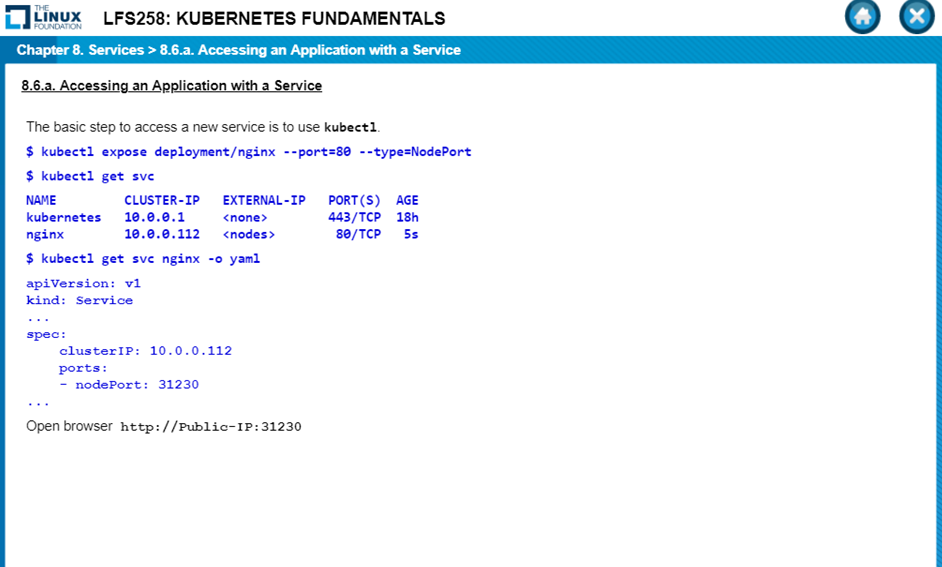 THE
LINUX
FOUNDATION
LFS258: KUBERNETES FUNDAMENTALS
Chapter 8. Services > 8.6.a. Accessing an Application with a Service
8.6.a. Accessing an Application with a Service
The basic step to access a new service is to use kubectl.
$ kubectl expose deployment/nginx --port=80 --type=NodePort
$ kubectl get svc
NAME CLUSTER-IP EXTERNAL-IP PORT(S) AGE
kubernetes 10.0.0.1 <none> 443/TCP 18h
nginx 10.0.0.112 <nodes> 80/TCP 5s
$ kubectl get svc nginx -o yaml
apiVersion: v1
kind: Service
...
spec:
    clusterIP: 10.0.0.112
    ports:
    - nodePort: 31230
...
Open browser http://Public-IP:31230